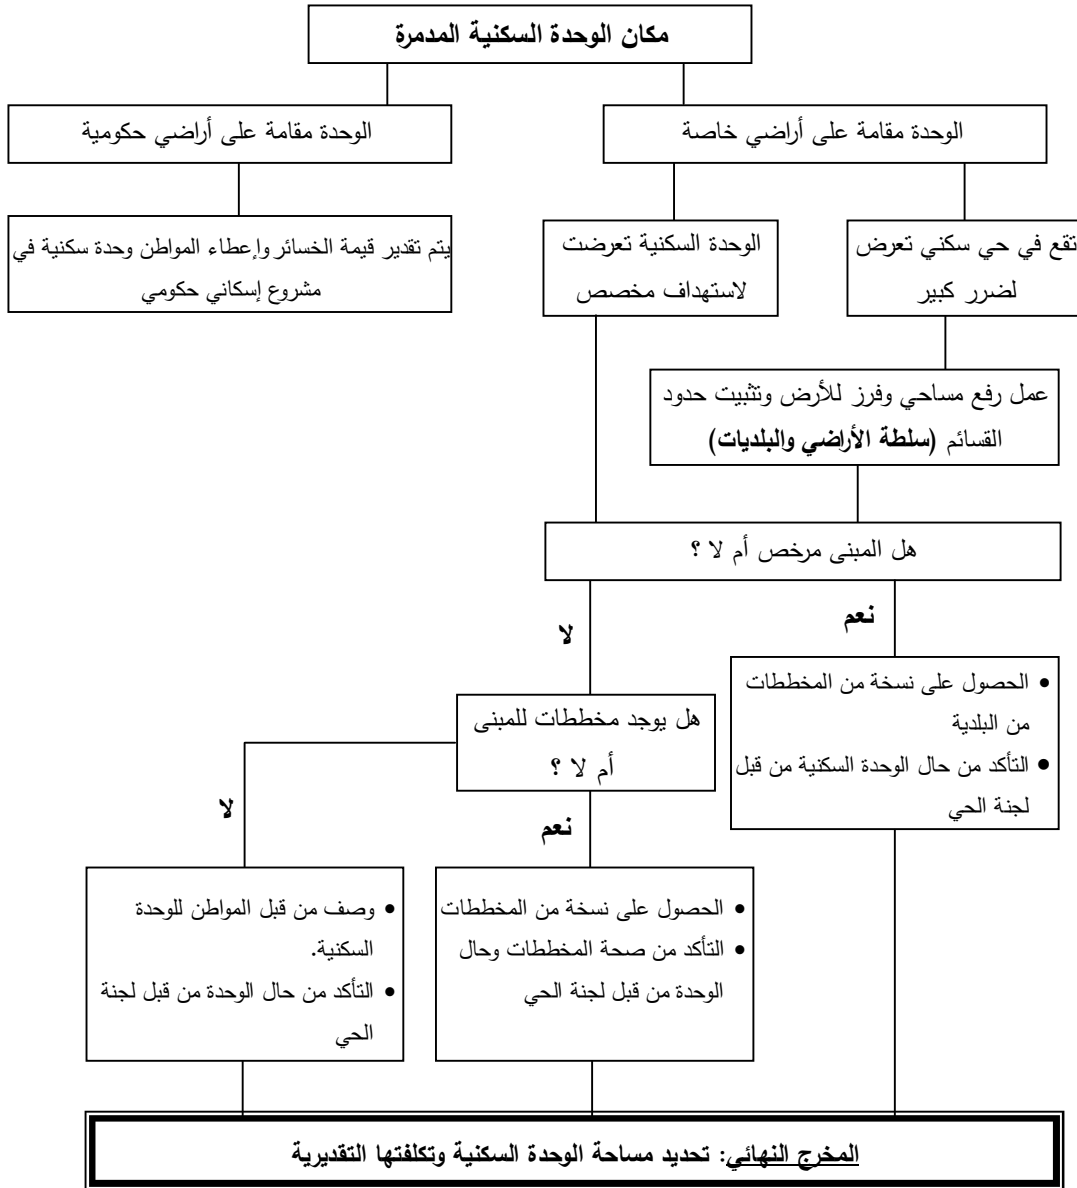 مكان الوحدة السكنية المدمرة
الوحدة مقامة على أراضي خاصة
الوحدة مقامة على أراضي حكومية
تقع في حي سكني تعرض
لضرر كبير
الوحدة السكنية تعرضت
لاستهداف مخصص
يتم تقدير قيمة الخسائر وإعطاء المواطن وحدة سكنية في
مشروع إسكاني حكومي
عمل رفع مساحي وفرز للأرض وتثبيت حدود
القسائم (سلطة الأراضي والبلديات)
هل المبنى مرخص أم لا ؟
نعم
لا
• الحصول على نسخة من المخططات
من البلدية
• التأكد من حال الوحدة السكنية من قبل
لجنة الحي
هل يوجد مخططات للمبنى
أم لا ؟
نعم
لا
• الحصول على نسخة من المخططات
• التأكد من صحة المخططات وحال
الوحدة من قبل لجنة الحي
• وصف من قبل المواطن للوحدة
السكنية.
• التأكد من حال الوحدة من قبل لجنة
الحي
المخرج النهائي: تحديد مساحة الوحدة السكنية وتكلفتها التقديرية